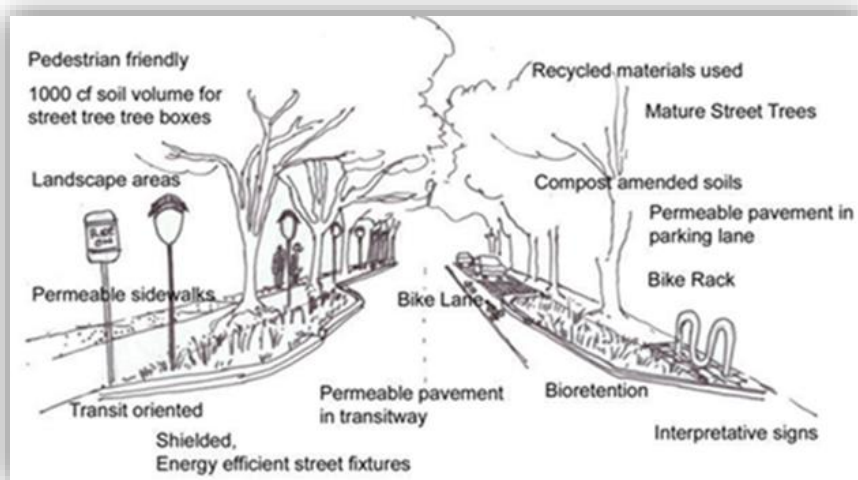 Pedestrian friendly
1000 cf soil volume for
street tree tree boxes
Landscape areas
Permeable sidewalks
Transit oriented
Shielded,
Energy efficient street fixtures
Bike Lane
Permeable pavement
in transitway
Recycled materials used
Mature Street Trees
Compost amended soils
Permeable pavement in
parking lane
Bike Rack
Bioretention
Interpretative signs